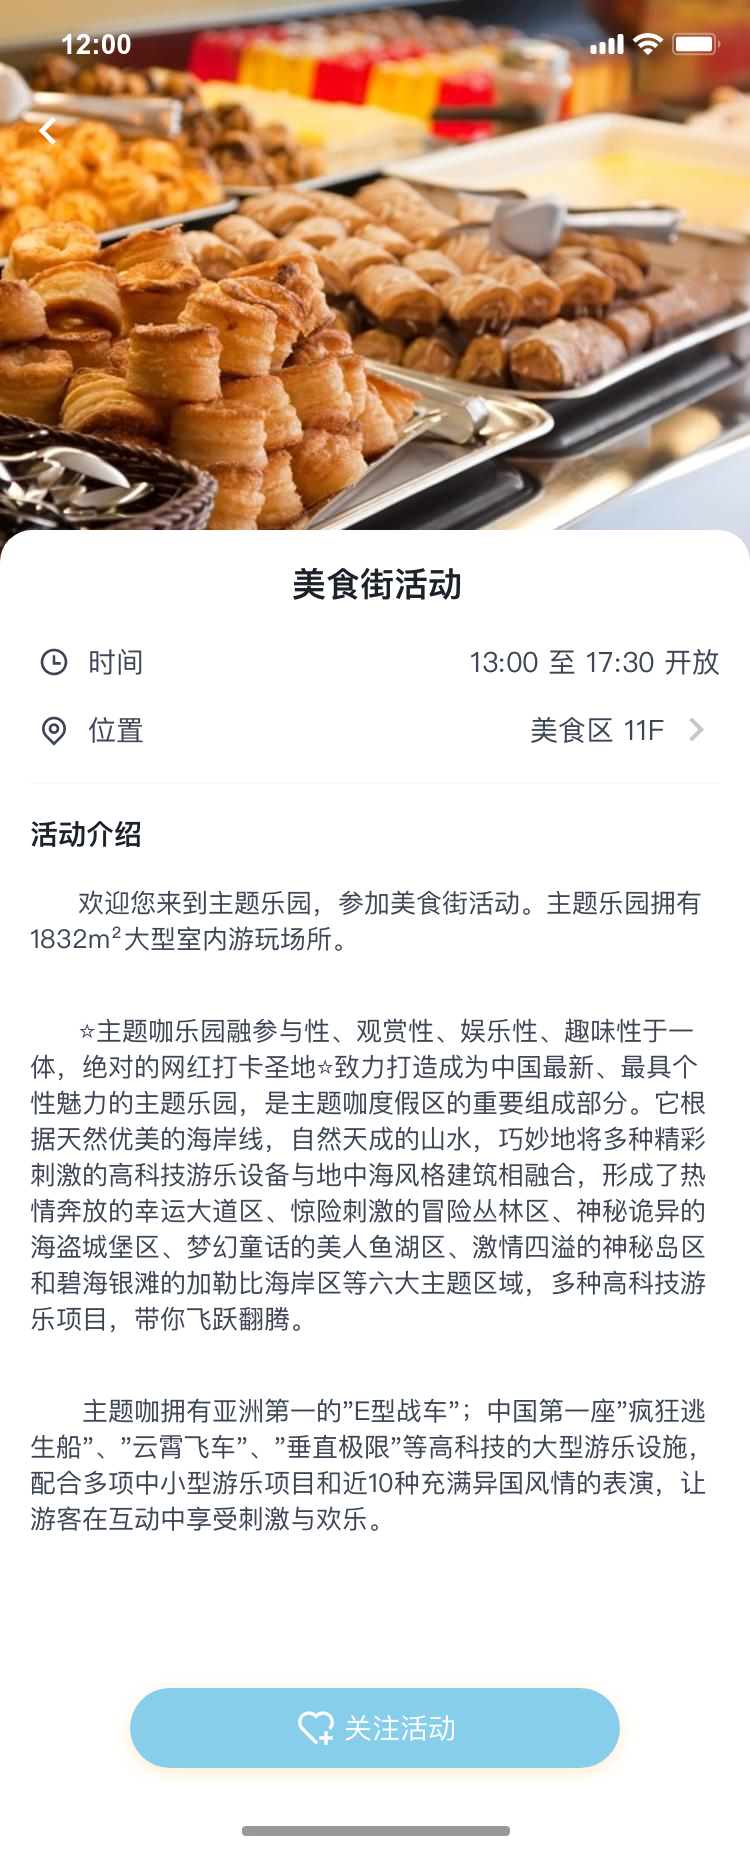 12:00
美食街活动
时间
13:00 至 17:30 开放
位置
美食区 11F
活动介绍
欢迎您来到主题乐园，参加美食街活动。主题乐园拥有
1832m²大型室内游玩场所。
☆主题咖乐园融参与性、观赏性、娱乐性、趣味性于一
体，绝对的网红打卡圣地☆致力打造成为中国最新、最具个
性魅力的主题乐园，是主题咖度假区的重要组成部分。它根
据天然优美的海岸线，自然天成的山水，巧妙地将多种精彩
刺激的高科技游乐设备与地中海风格建筑相融合，形成了热
情奔放的幸运大道区、惊险刺激的冒险丛林区、神秘诡异的
海盗城堡区、梦幻童话的美人鱼湖区、激情四溢的神秘岛区
和碧海银滩的加勒比海岸区等六大主题区域，多种高科技游
乐项目，带你飞跃翻腾。
主题咖拥有亚洲第一的”E型战车”；中国第一座”疯狂逃
生船”、”云霄飞车”、”垂直极限”等高科技的大型游乐设施，
配合多项中小型游乐项目和近10种充满异国风情的表演，让
游客在互动中享受刺激与欢乐。
关注活动